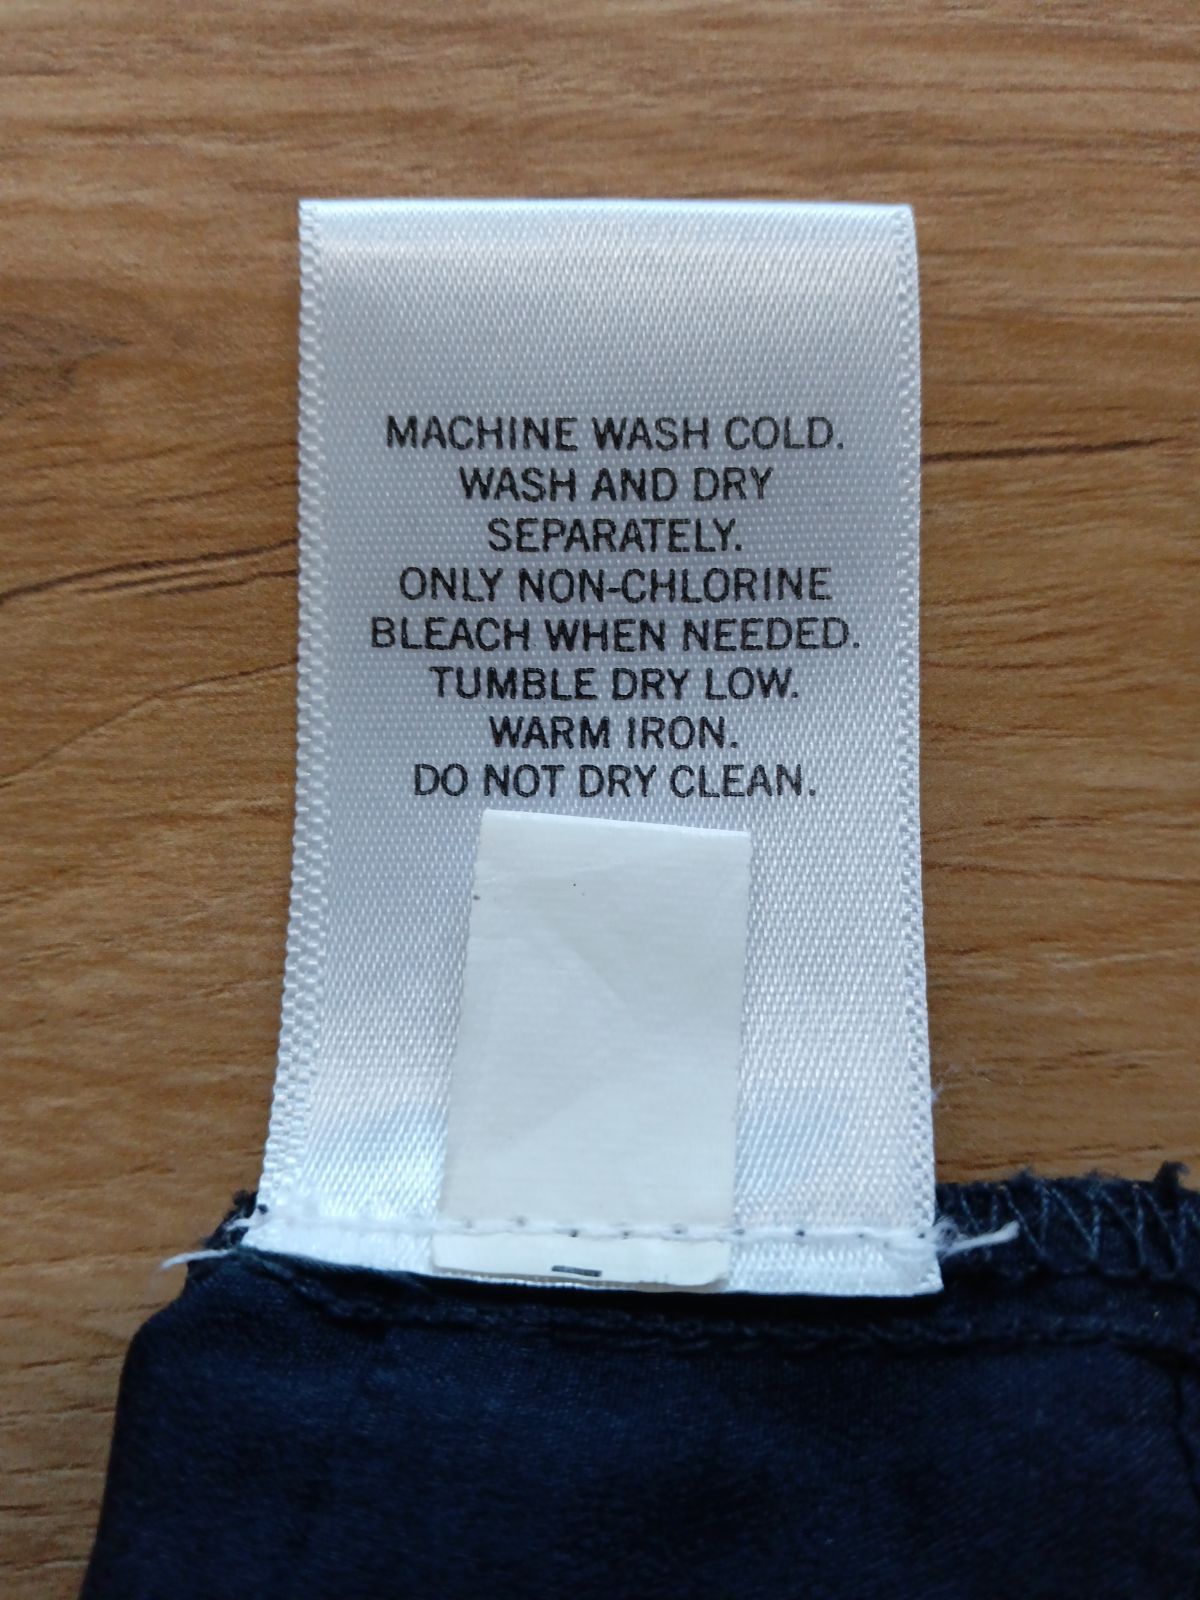 MACHINE WASH COLD.
WASH AND DRY
SEPARATELY.
ONLY NON-CHLORINE
BLEACH WHEN NEEDED.
TUMBLE DRY LOW.
WARM IRON.
DO NOT DRY CLEAN.